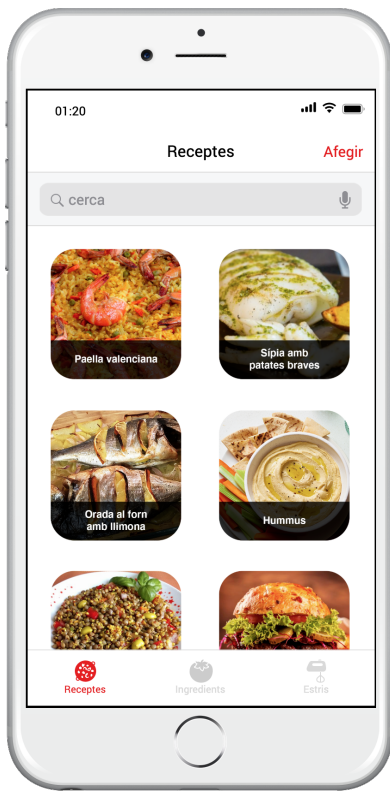 01:20
Receptes
Afegir
cerca
Paella valenciana
Sípia amb
patates braves
Orada al forn
amb llimona
Hummus
Receptes
Ingredients
Estris